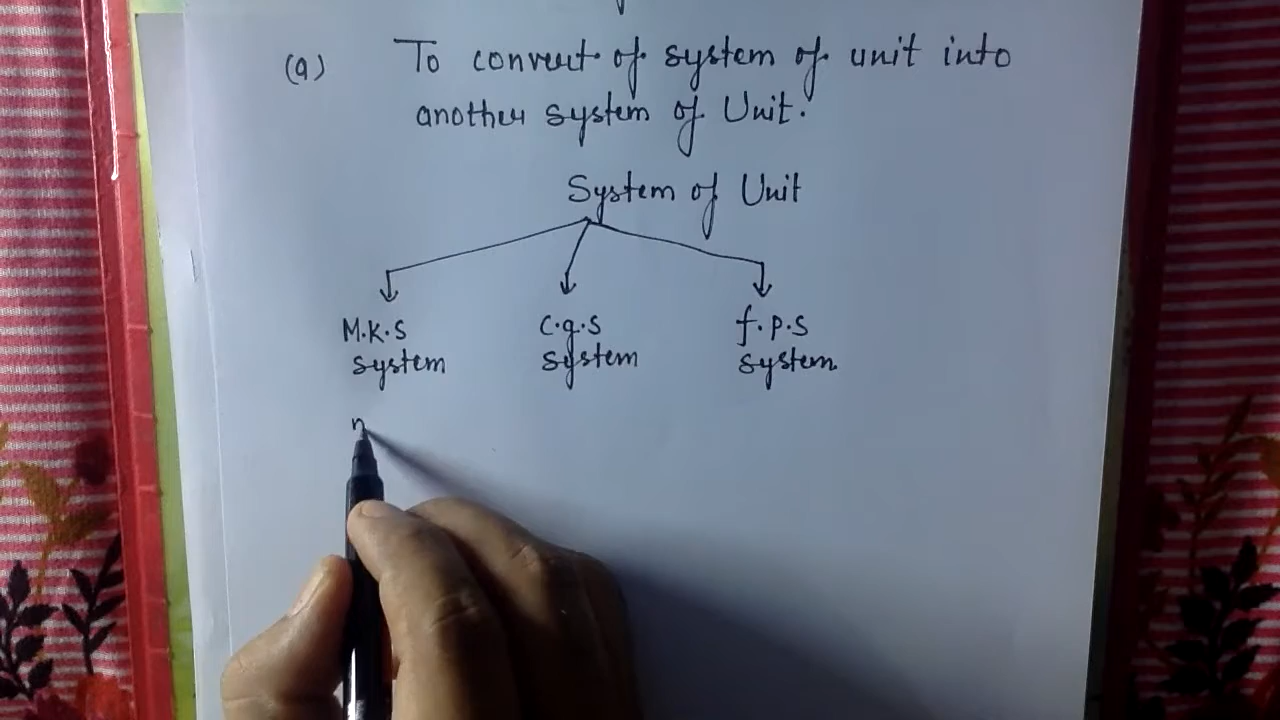 (a) To convert of system of unit into
another system of Unit.
System of Unit
M.K.S C.g.S f.P.S
system system system